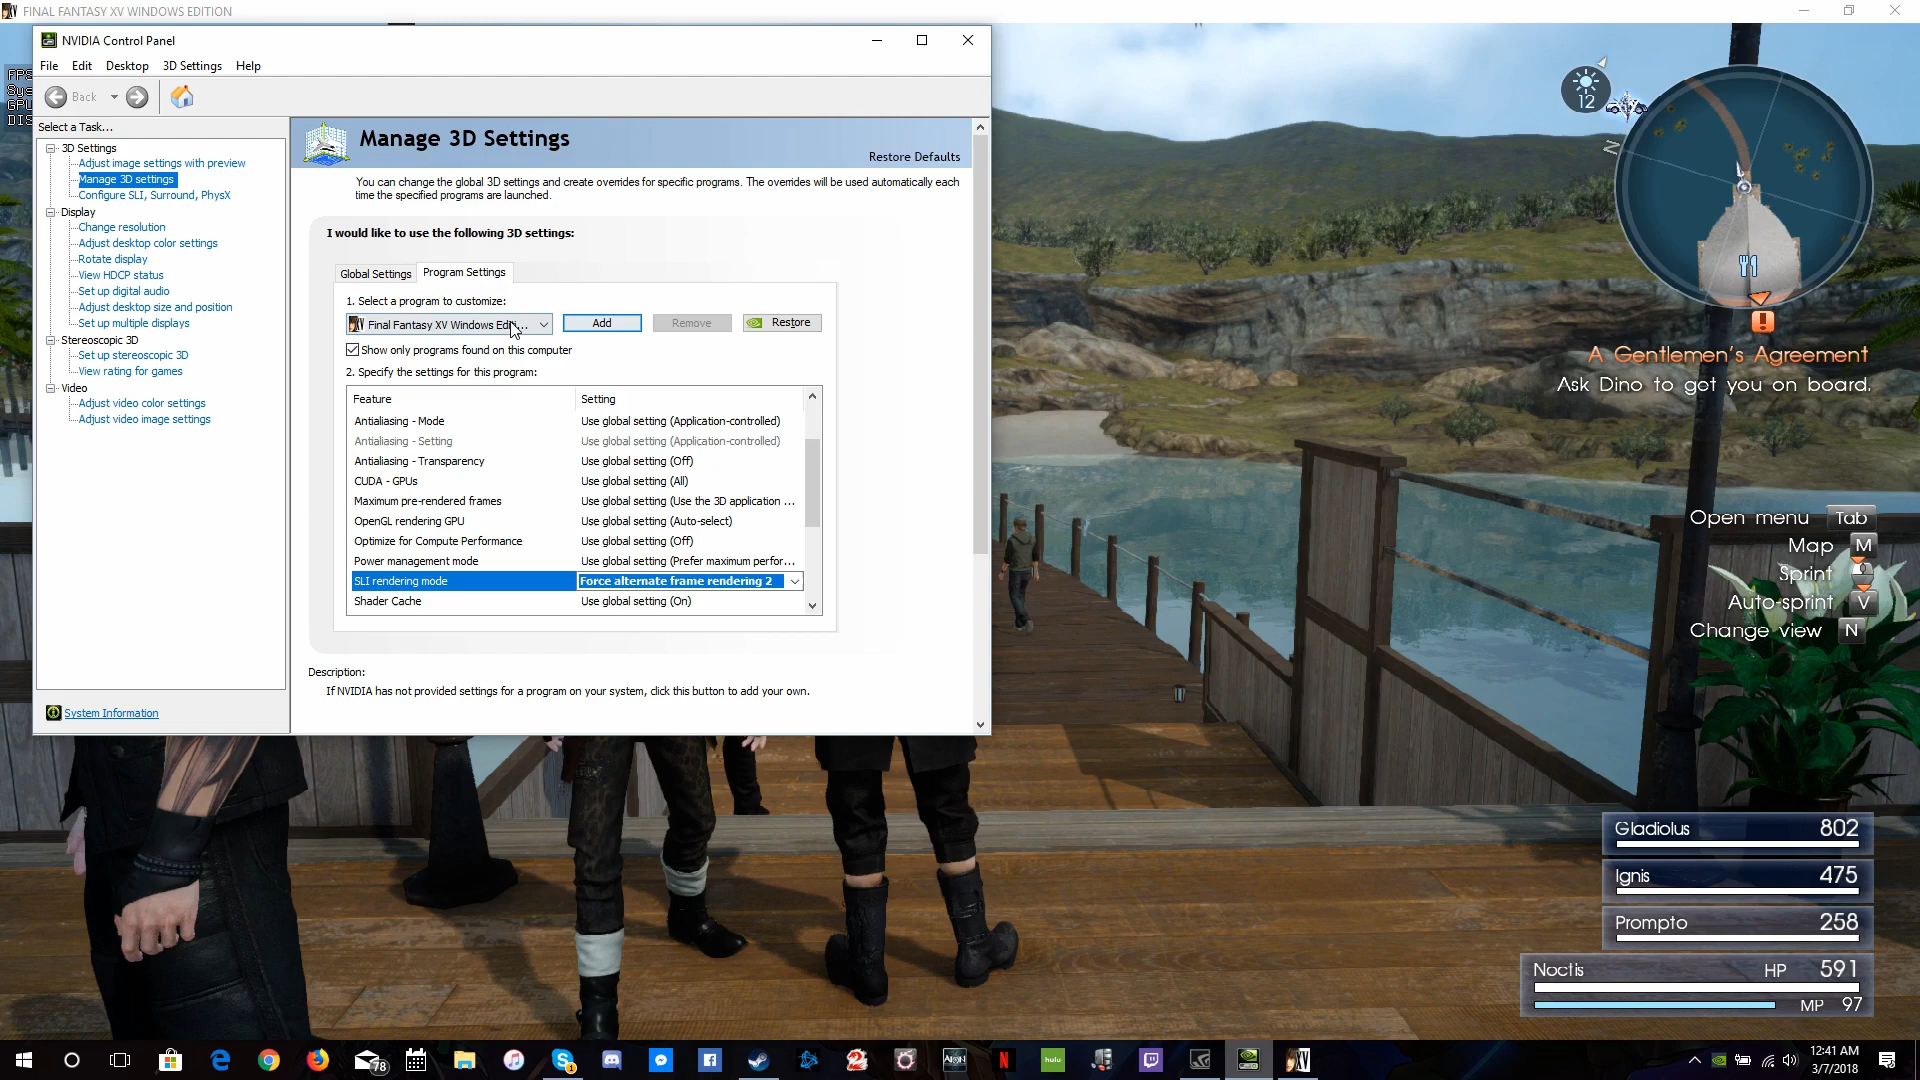 FINAL FANTASY XV WINDOWS EDITION
NVIDIA Control Panel
File Edit Desktop 3D Settings Help
Back
FPS
Sys
GPU
DIS
Select a Task...
3D Settings
Adjust image settings with preview
Manage 3D settings
Configure SLI, Surround, PhysX
Display
Change resolution
Adjust desktop color settings
Rotate display
View HDCP status
Set up digital audio
Adjust desktop size and position
Set up multiple displays
Stereoscopic 3D
Set up stereoscopic 3D
View rating for games
Video
Adjust video color settings
Adjust video image settings
System Information
Manage 3D Settings
Restore Defaults
You can change the global 3D settings and create overrides for specific programs. The overrides will be used automatically each
time the specified programs are launched.
I would like to use the following 3D settings:
Global Settings Program Settings
1. Select a program to customize:
Final Fantasy XV Windows Editi... Add Remove Restore
Show only programs found on this computer
2. Specify the settings for this program:
Feature Setting
Antialiasing - Mode Use global setting (Application-controlled)
Antialiasing - Setting Use global setting (Application-controlled)
Antialiasing - Transparency Use global setting (Off)
CUDA - GPUs Use global setting (All)
Maximum pre-rendered frames Use global setting (Use the 3D application ...
OpenGL rendering GPU Use global setting (Auto-select)
Optimize for Compute Performance Use global setting (Off)
Power management mode Use global setting (Prefer maximum perfor...
SLI rendering mode Force alternate frame rendering 2
Shader Cache Use global setting (On)
Description:
If NVIDIA has not provided settings for a program on your system, click this button to add your own.
12
N
A Gentlemen's Agreement
Ask Dino to get you on board.
Open menu Tab
Map M
Sprint
Auto-sprint V
Change view N
Gladiolus 802
Ignis 475
Prompto 258
Noctis HP 591
MP 97
78
1
2
AION
N
hulu
XV
12:41 AM
3/7/2018